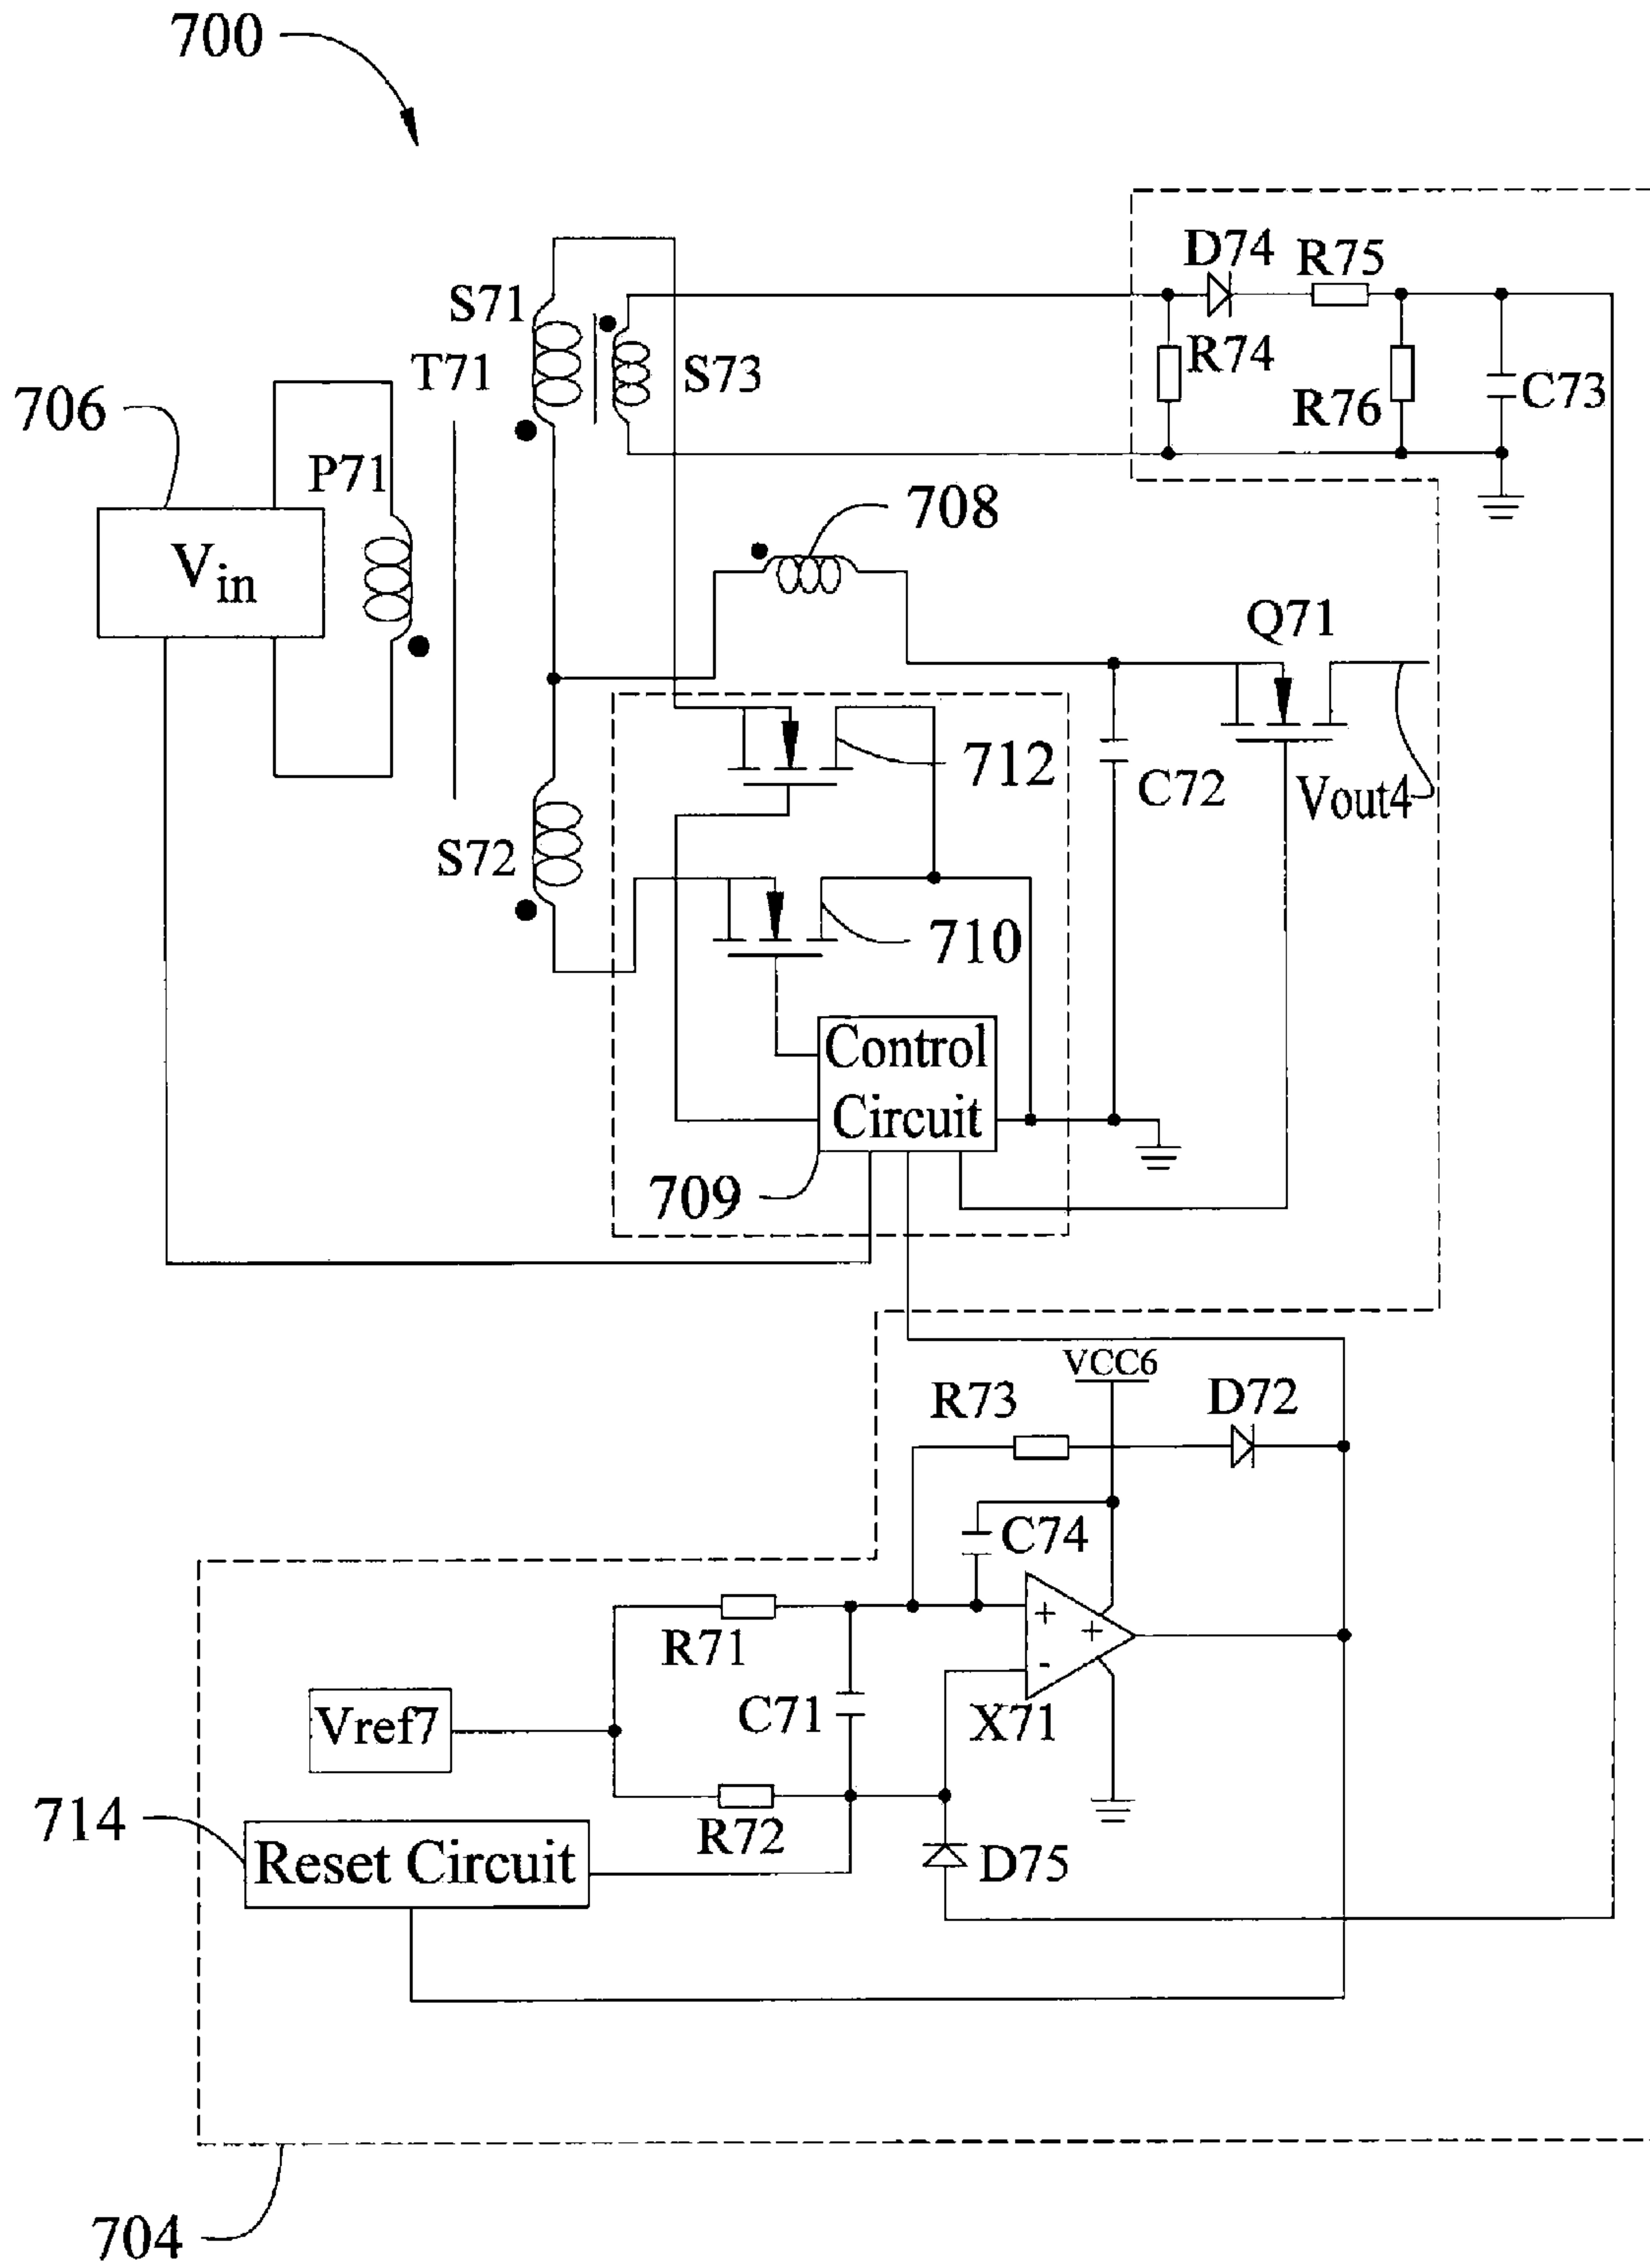 700
D74
R75
S71
R74
T71
S73
706
R76
C73
P71
708
Vin
Q71
712
C72
Vout4
S72
710
Control
Circuit
709
VCC6
R73
D72
C74
+
+
R71
-
C71
X71
Vref7
714
R72
Reset Circuit
D75
704